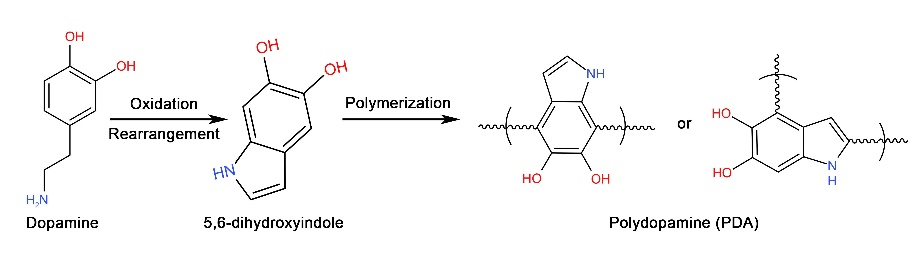 OH
OH
H₂N
Dopamine
Oxidation
Rearrangement
OH
OH
HN
5,6-dihydroxyindole
Polymerization
NH
HO
OH
or
HO
HO
N
H
Polydopamine (PDA)